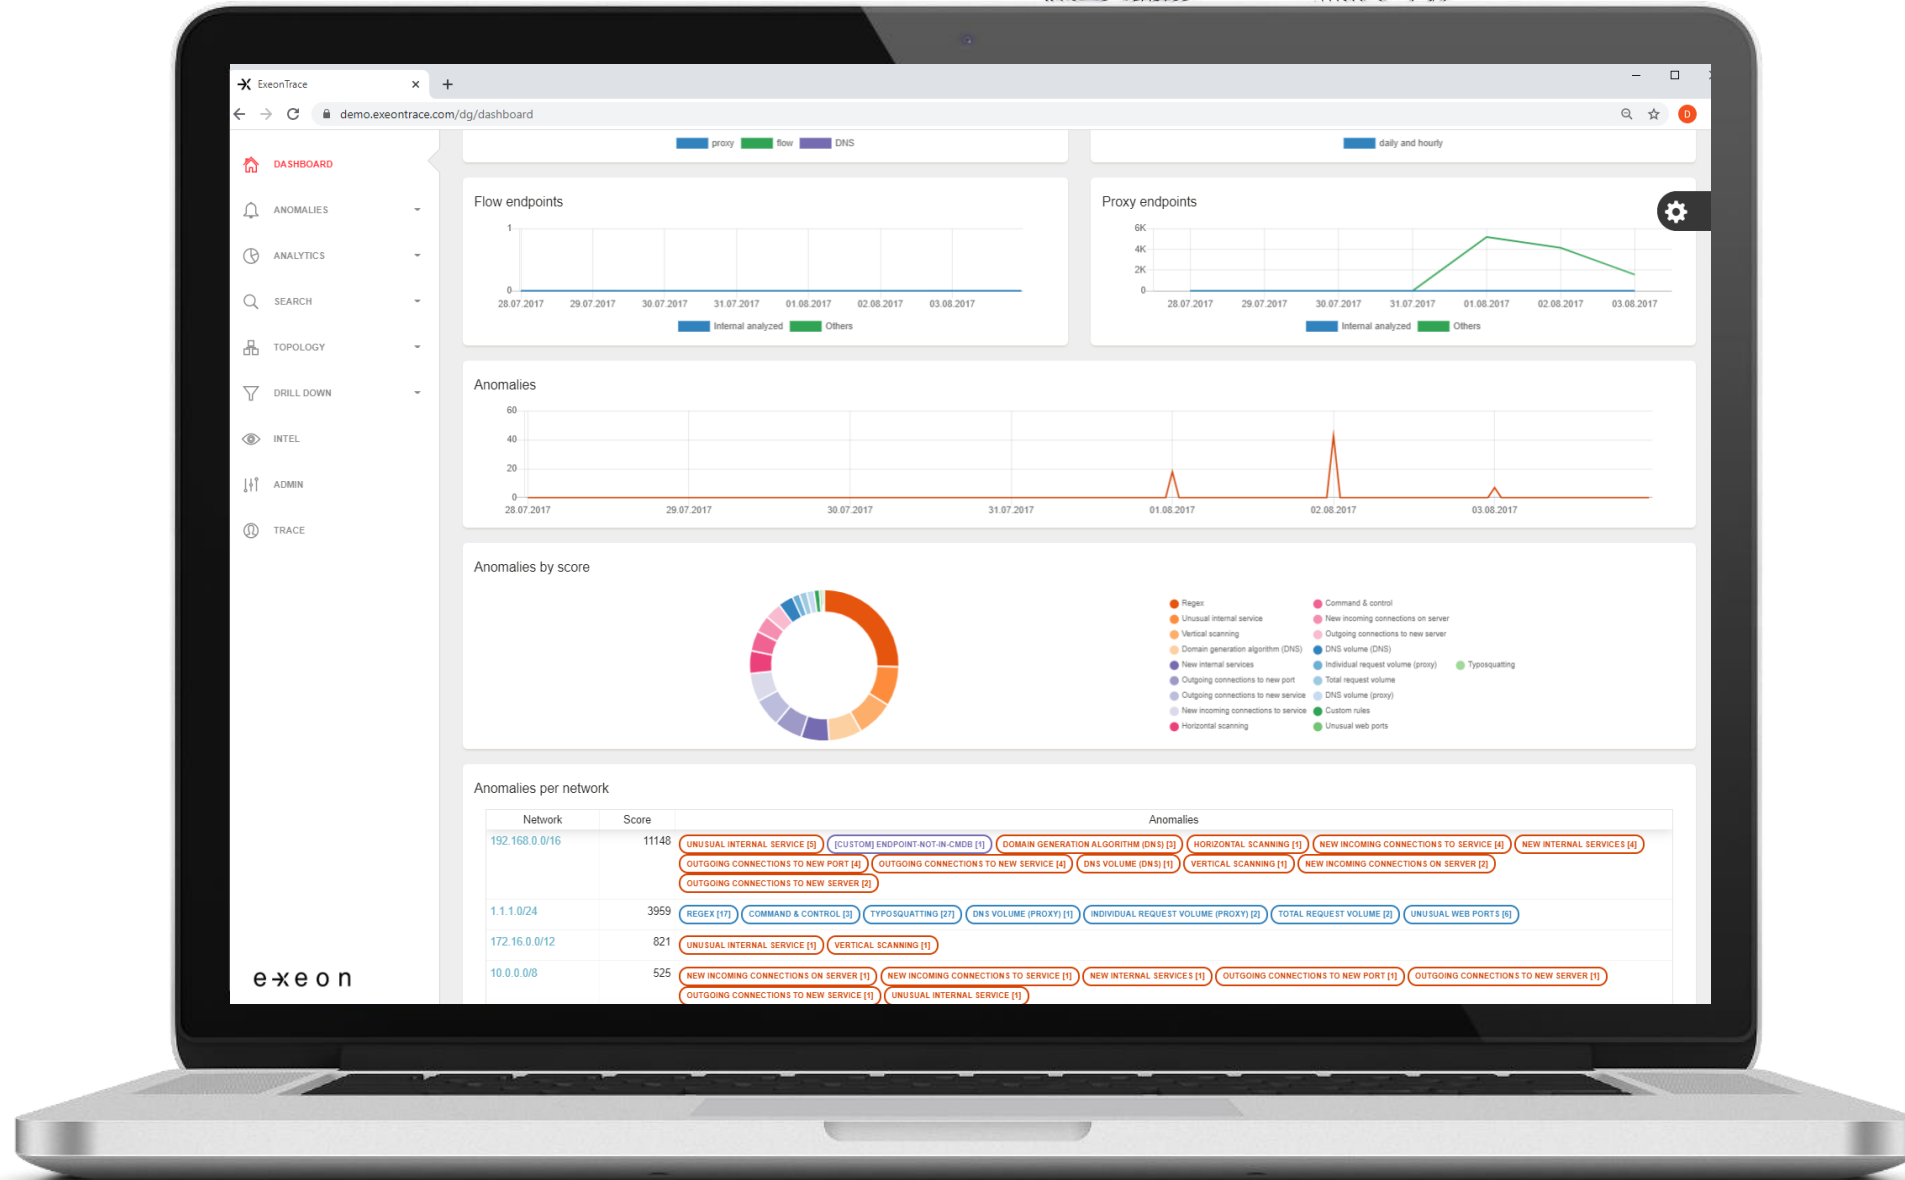 ExeonTrace
demo.exeontrace.com/dg/dashboard
D
DASHBOARD
ANOMALIES
ANALYTICS
SEARCH
TOPOLOGY
DRILL DOWN
INTEL
ADMIN
TRACE
exeon
proxy flow DNS
daily and hourly
Flow endpoints
1
0
28.07.2017 29.07.2017 30.07.2017 31.07.2017 01.08.2017 02.08.2017 03.08.2017
Internal analyzed Others
Proxy endpoints
6K
4K
2K
0
28.07.2017 29.07.2017 30.07.2017 31.07.2017 01.08.2017 02.08.2017 03.08.2017
Internal analyzed Others
Anomalies
60
40
20
0
28.07.2017 29.07.2017 30.07.2017 31.07.2017 01.08.2017 02.08.2017 03.08.2017
Anomalies by score
Regex
Unusual internal service
Vertical scanning
Domain generation algorithm (DNS)
New internal services
Outgoing connections to new port
Outgoing connections to new service
New incoming connections to service
Horizontal scanning
Command & control
New incoming connections on server
Outgoing connections to new server
DNS volume (DNS)
Individual request volume (proxy)
Total request volume
DNS volume (proxy)
Custom rules
Unusual web ports
Typosquatting
Anomalies per network
Network Score Anomalies
192.168.0.0/16 11148 UNUSUAL INTERNAL SERVICE [5] [CUSTOM] ENDPOINT-NOT-IN-CMDB [1] DOMAIN GENERATION ALGORITHM (DNS) [3] HORIZONTAL SCANNING [1] NEW INCOMING CONNECTIONS TO SERVICE [4] NEW INTERNAL SERVICES [4]
OUTGOING CONNECTIONS TO NEW PORT [4] OUTGOING CONNECTIONS TO NEW SERVICE [4] DNS VOLUME (DNS) [1] VERTICAL SCANNING [1] NEW INCOMING CONNECTIONS ON SERVER [2]
OUTGOING CONNECTIONS TO NEW SERVER [2]
1.1.1.0/24 3959 REGEX [17] COMMAND & CONTROL [3] TYPOSQUATTING [27] DNS VOLUME (PROXY) [1] INDIVIDUAL REQUEST VOLUME (PROXY) [2] TOTAL REQUEST VOLUME [2] UNUSUAL WEB PORTS [6]
172.16.0.0/12 821 UNUSUAL INTERNAL SERVICE [1] VERTICAL SCANNING [1]
10.0.0.0/8 525 NEW INCOMING CONNECTIONS ON SERVER [1] NEW INCOMING CONNECTIONS TO SERVICE [1] NEW INTERNAL SERVICES [1] OUTGOING CONNECTIONS TO NEW PORT [1] OUTGOING CONNECTIONS TO NEW SERVER [1]
OUTGOING CONNECTIONS TO NEW SERVICE [1] UNUSUAL INTERNAL SERVICE [1]